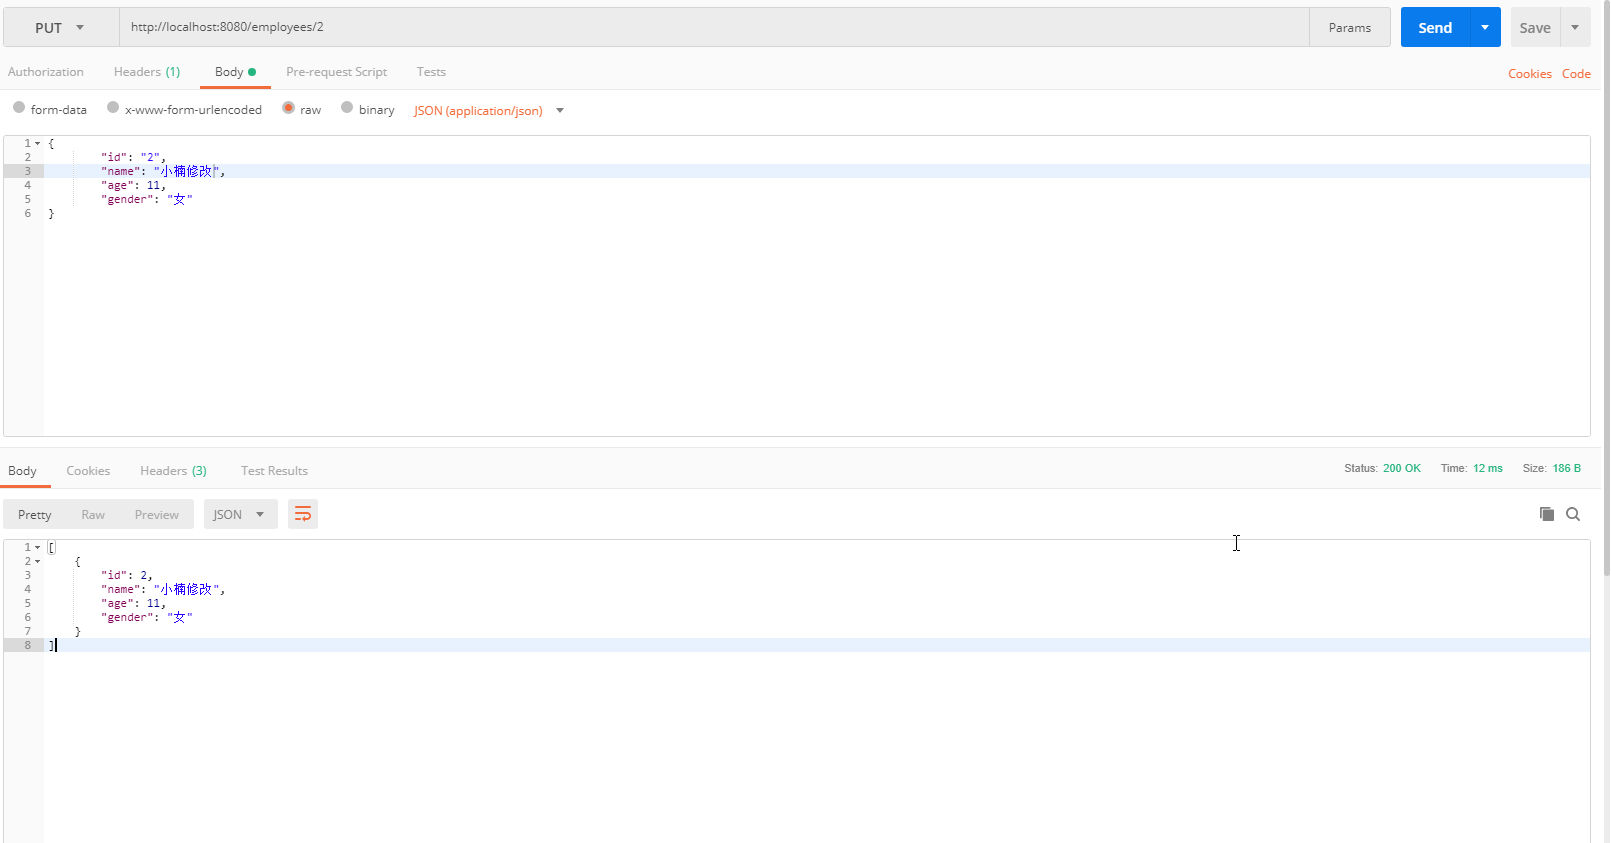 PUT http://localhost:8080/employees/2 Params Send Save
Authorization Headers (1) Body Pre-request Script Tests Cookies Code
form-data x-www-form-urlencoded raw binary JSON (application/json)
1 {
2 "id": "2",
3 "name": "小楠修改",
4 "age": 11,
5 "gender": "女"
6 }
Body Cookies Headers (3) Test Results Status: 200 OK Time: 12 ms Size: 186 B
Pretty Raw Preview JSON
1 [
2 {
3 "id": 2,
4 "name": "小楠修改",
5 "age": 11,
6 "gender": "女"
7 }
8 ]